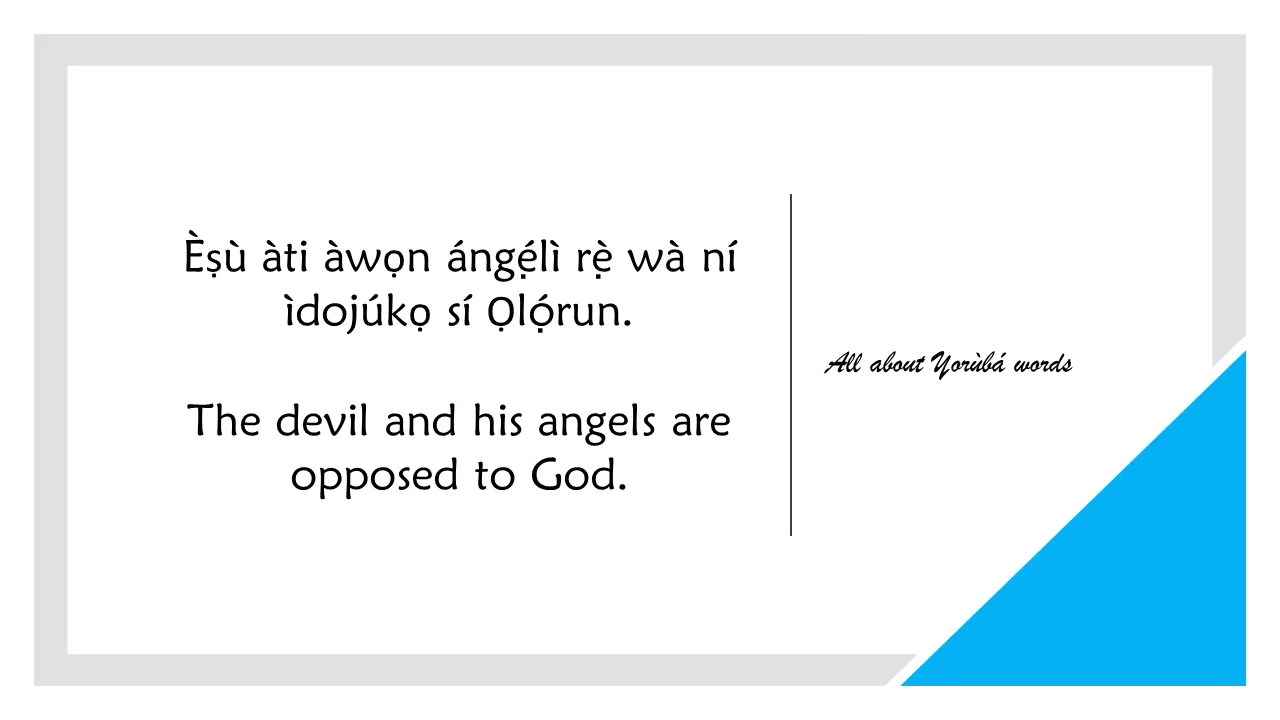 Èṣù àti àwọn ángẹ́lì rẹ̀ wà ní
ìdojúkọ sí Ọlọ́run.
The devil and his angels are
opposed to God.
All about Yorùbá words